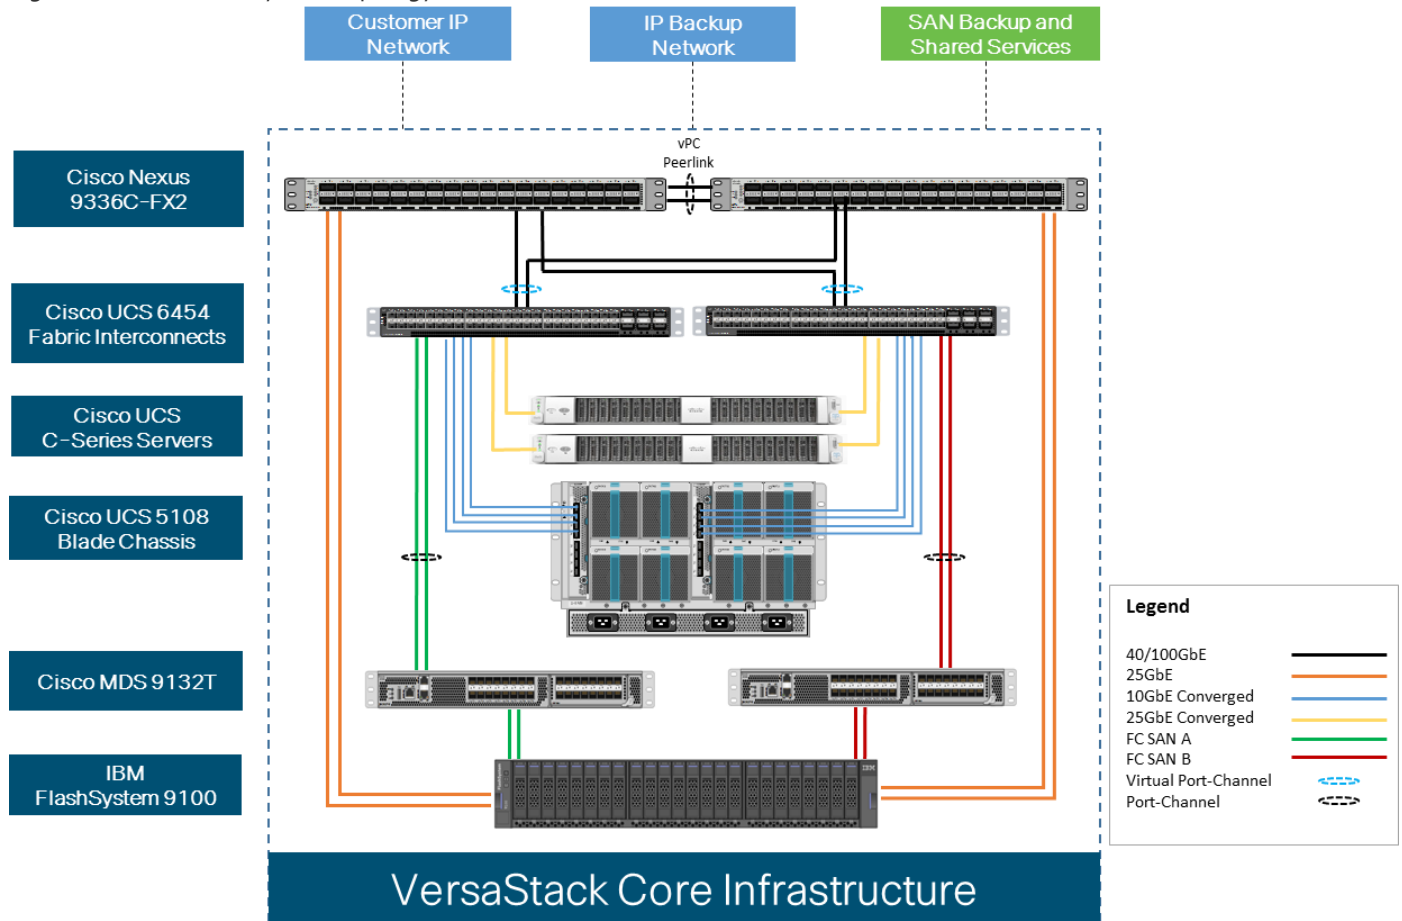 Customer IP
Network
IP Backup
Network
SAN Backup and
Shared Services
vPC
Peerlink
Cisco Nexus
9336C-FX2
Cisco UCS 6454
Fabric Interconnects
Cisco UCS
C-Series Servers
Cisco UCS 5108
Blade Chassis
Cisco MDS 9132T
IBM
FlashSystem 9100
IBM
Legend
40/100GbE
25GbE
10GbE Converged
25GbE Converged
FC SAN A
FC SAN B
Virtual Port-Channel
Port-Channel
VersaStack Core Infrastructure